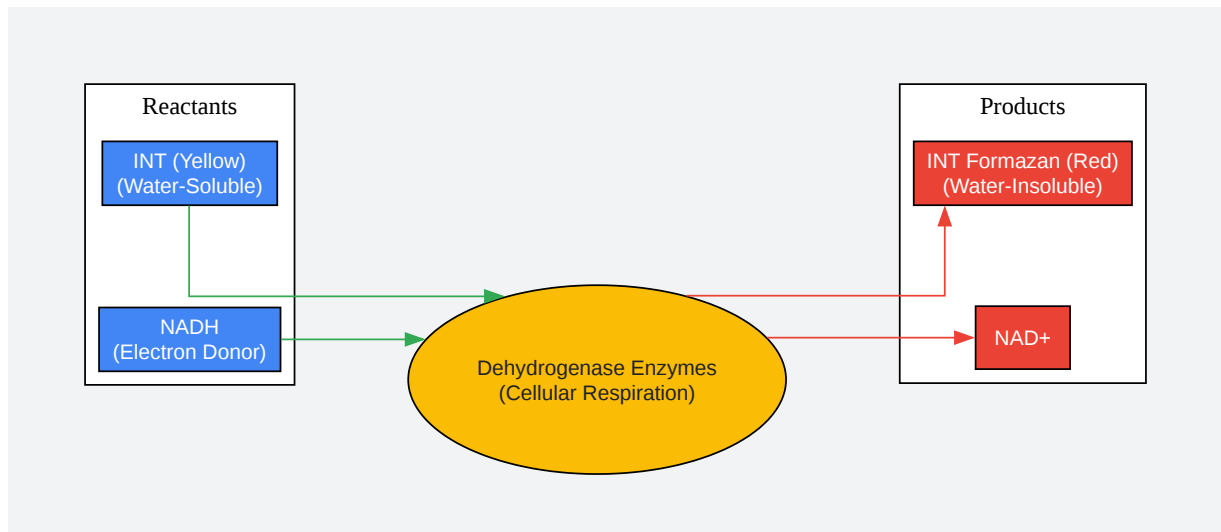 Reactants
INT (Yellow)
(Water-Soluble)
NADH
(Electron Donor)
Dehydrogenase Enzymes
(Cellular Respiration)
Products
INT Formazan (Red)
(Water-Insoluble)
NAD+